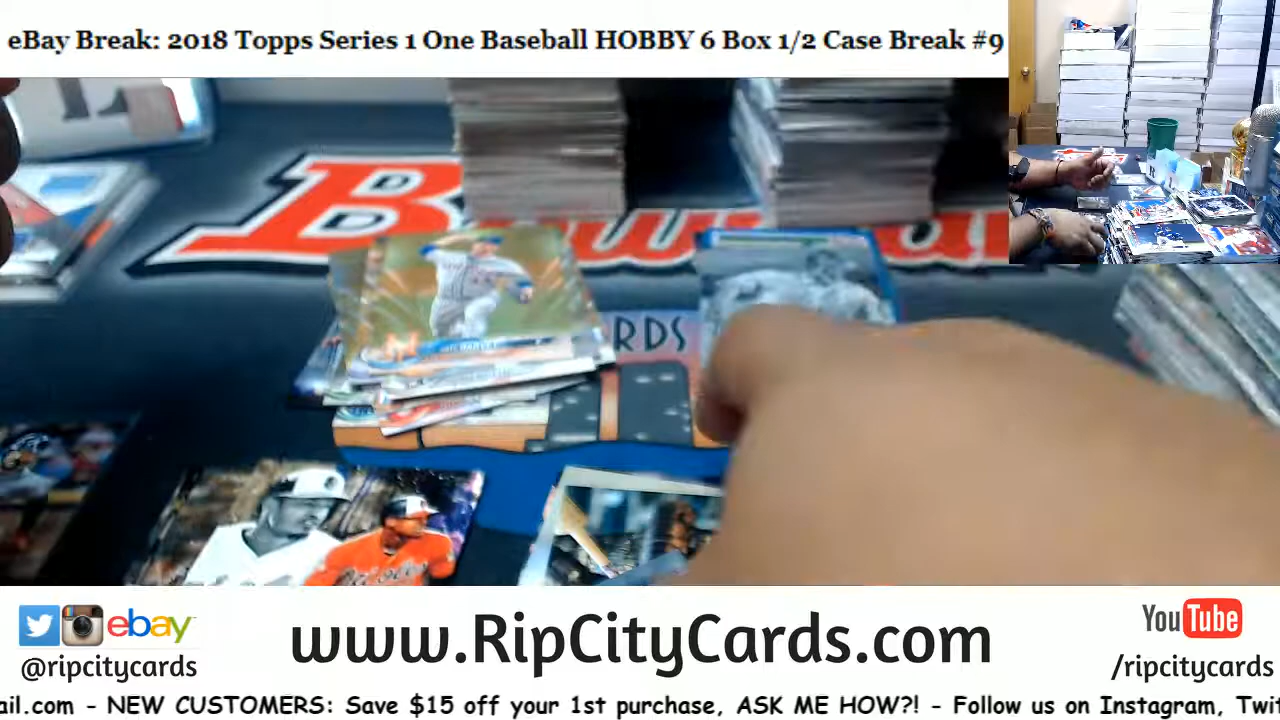 eBay Break: 2018 Topps Series 1 One Baseball HOBBY 6 Box 1/2 Case Break #9
RDS
ebay
@ripcitycards
www.RipCityCards.com
YouTube
/ripcitycards
ail.com - NEW CUSTOMERS: Save $15 off your 1st purchase, ASK ME HOW?! - Follow us on Instagram, Twit